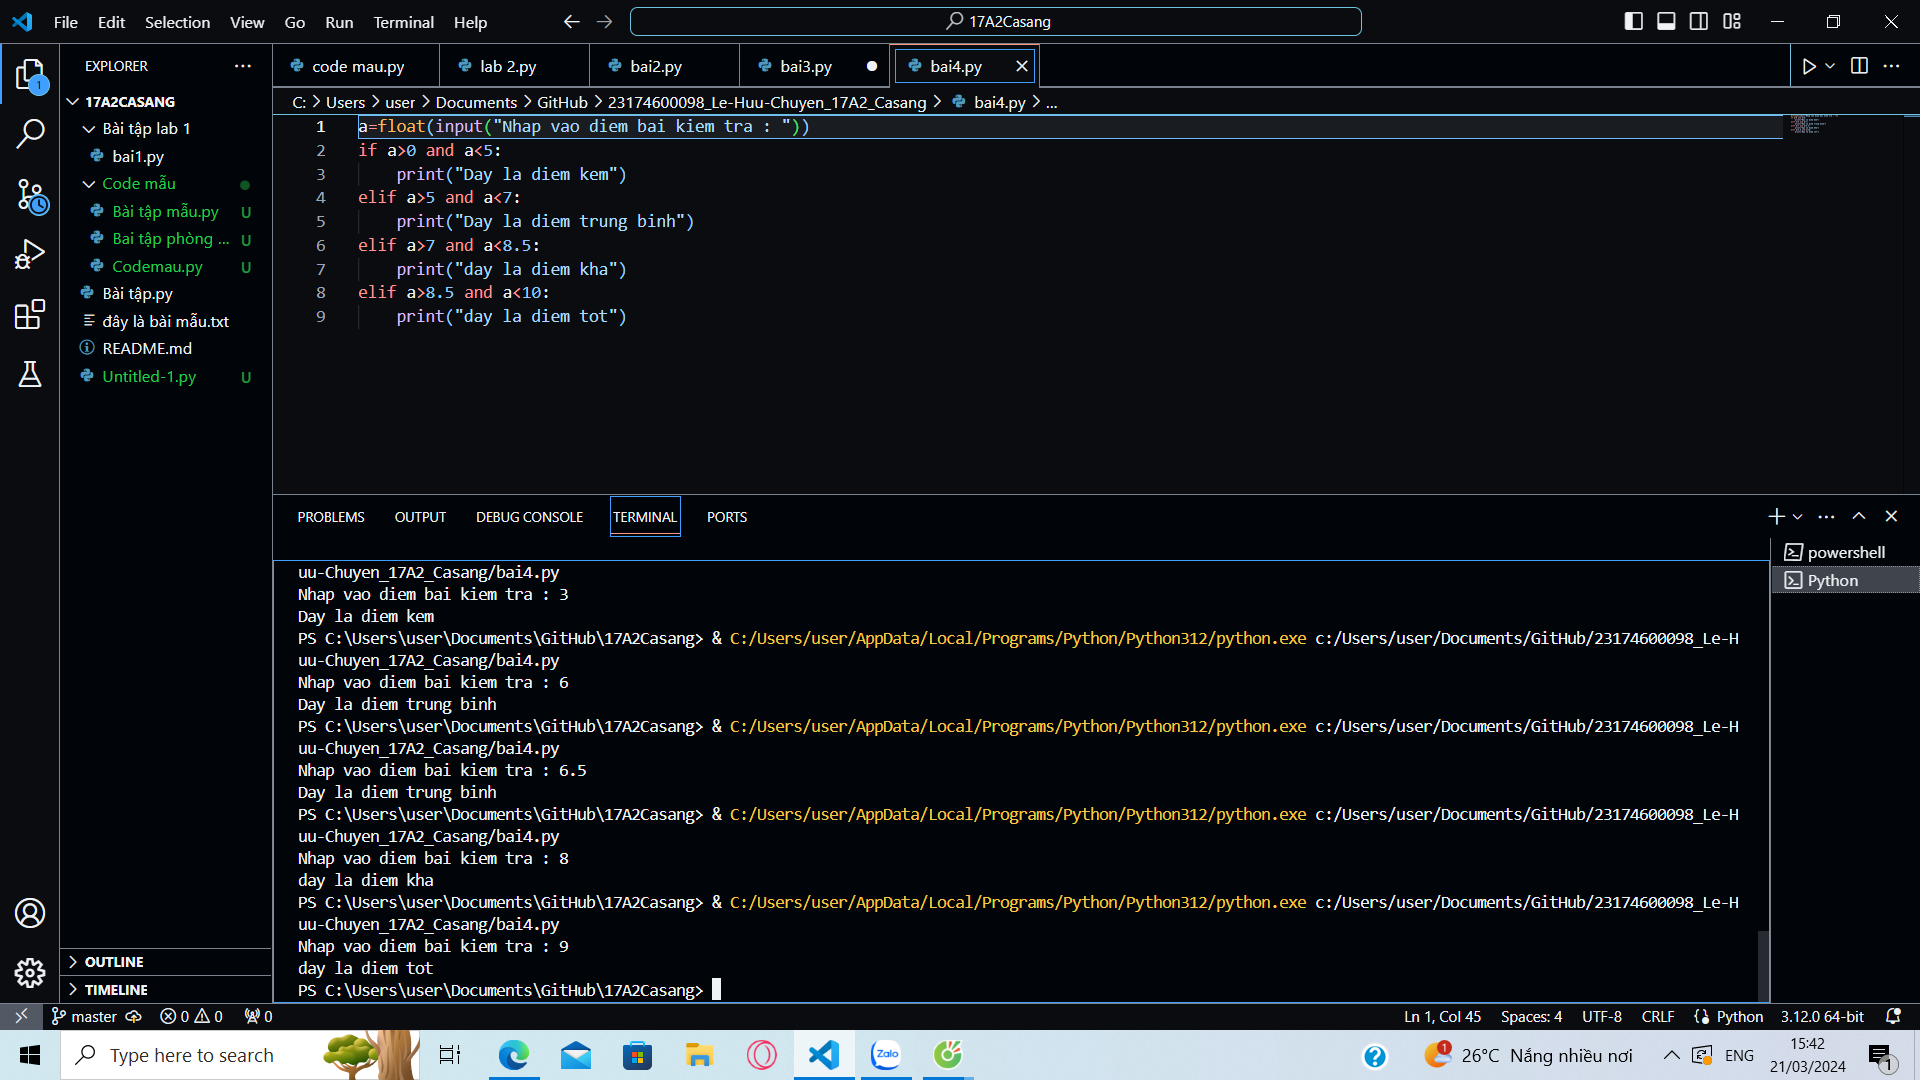 File Edit Selection View Go Run Terminal Help
17A2Casang
EXPLORER
17A2CASANG
Bài tập lab 1
bai1.py
Code mẫu
Bài tập mẫu.py U
Bai tập phòng ... U
Codemau.py U
Bài tập.py
đây là bài mẫu.txt
README.md
Untitled-1.py U
OUTLINE
TIMELINE
code mau.py lab 2.py bai2.py bai3.py bai4.py
C: > Users > user > Documents > GitHub > 23174600098_Le-Huu-Chuyen_17A2_Casang > bai4.py > ...
1 a=float(input("Nhap vao diem bai kiem tra : "))
2 if a>0 and a<5:
3 print("Day la diem kem")
4 elif a>5 and a<7:
5 print("Day la diem trung binh")
6 elif a>7 and a<8.5:
7 print("day la diem kha")
8 elif a>8.5 and a<10:
9 print("day la diem tot")
PROBLEMS OUTPUT DEBUG CONSOLE TERMINAL PORTS
powershell
Python
uu-Chuyen_17A2_Casang/bai4.py
Nhap vao diem bai kiem tra : 3
Day la diem kem
PS C:\Users\user\Documents\GitHub\17A2Casang> & C:/Users/user/AppData/Local/Programs/Python/Python312/python.exe c:/Users/user/Documents/GitHub/23174600098_Le-H
uu-Chuyen_17A2_Casang/bai4.py
Nhap vao diem bai kiem tra : 6
Day la diem trung binh
PS C:\Users\user\Documents\GitHub\17A2Casang> & C:/Users/user/AppData/Local/Programs/Python/Python312/python.exe c:/Users/user/Documents/GitHub/23174600098_Le-H
uu-Chuyen_17A2_Casang/bai4.py
Nhap vao diem bai kiem tra : 6.5
Day la diem trung binh
PS C:\Users\user\Documents\GitHub\17A2Casang> & C:/Users/user/AppData/Local/Programs/Python/Python312/python.exe c:/Users/user/Documents/GitHub/23174600098_Le-H
uu-Chuyen_17A2_Casang/bai4.py
Nhap vao diem bai kiem tra : 8
day la diem kha
PS C:\Users\user\Documents\GitHub\17A2Casang> & C:/Users/user/AppData/Local/Programs/Python/Python312/python.exe c:/Users/user/Documents/GitHub/23174600098_Le-H
uu-Chuyen_17A2_Casang/bai4.py
Nhap vao diem bai kiem tra : 9
day la diem tot
PS C:\Users\user\Documents\GitHub\17A2Casang>
master 0 0 0 Ln 1, Col 45 Spaces: 4 UTF-8 CRLF Python 3.12.0 64-bit
Type here to search Zalo 1 26°C Nắng nhiều nơi ENG 15:42
21/03/2024 1